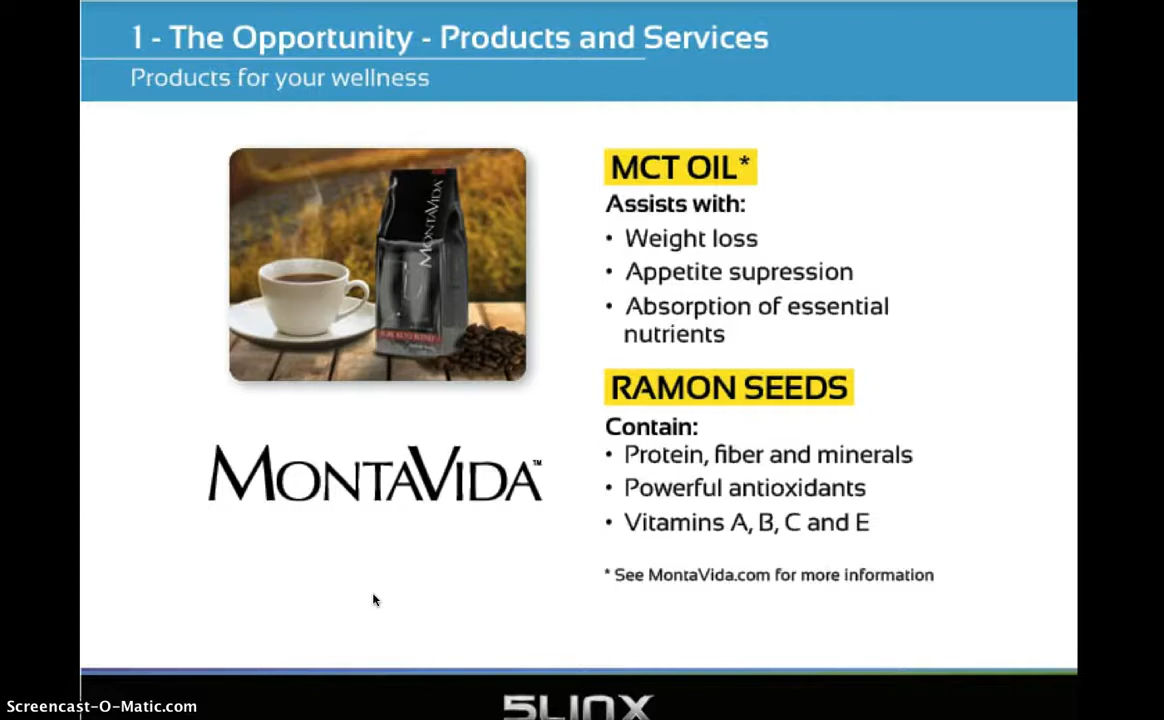 1 - The Opportunity - Products and Services
Products for your wellness
MONTAVIDA
MCT OIL*
Assists with:
• Weight loss
• Appetite supression
• Absorption of essential
nutrients
RAMON SEEDS
Contain:
• Protein, fiber and minerals
• Powerful antioxidants
• Vitamins A, B, C and E
* See MontaVida.com for more information
MONTAVIDA™
Screencast-O-Matic.com
5LINX